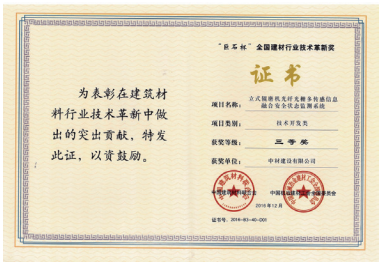 为表彰在建筑材
料行业技术革新中做
出的突出贡献，特发
此证，以资鼓励。
“巨石杯”全国建材行业技术革新奖
证书
项目名称：立式辊磨机光纤光栅多传感信息
融合安全状态监测系统
项目类别：技术开发类
获奖等级：三等奖
获奖单位：中材建设有限公司
2016年12月
证书号：2016-B3-40-D01